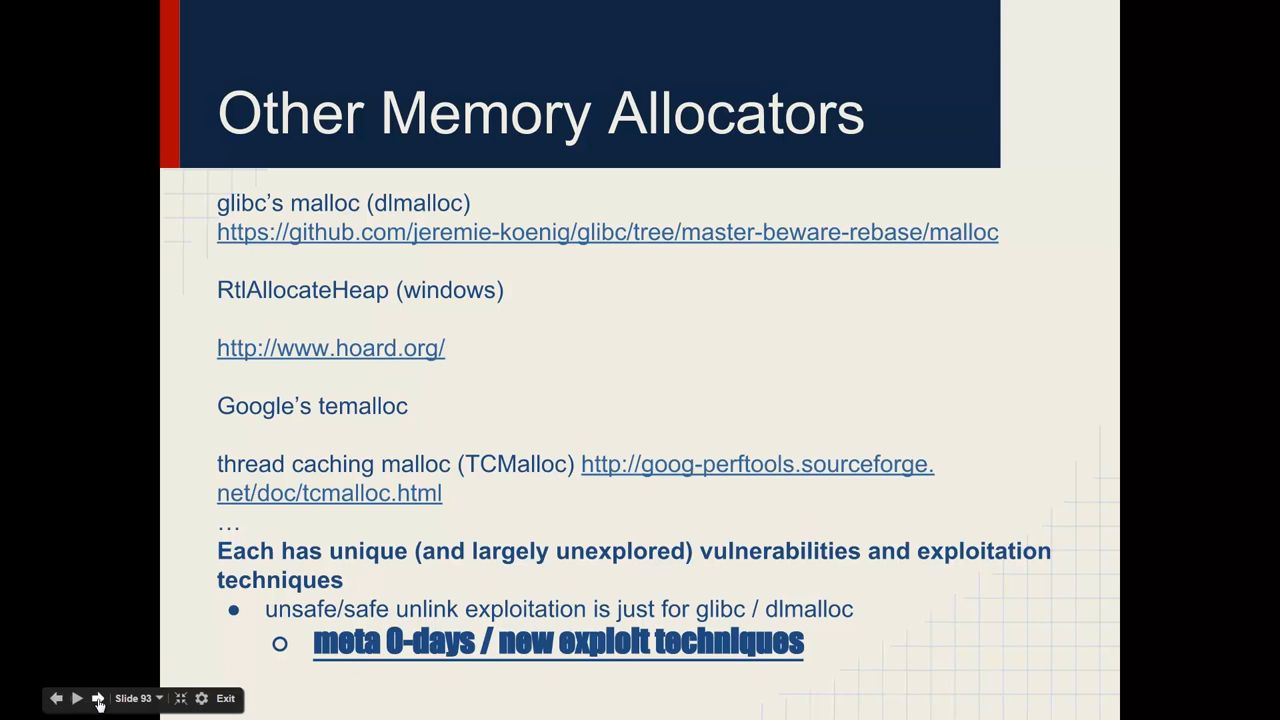 Other Memory Allocators
glibc's malloc (dlmalloc)
https://github.com/jeremie-koenig/glibc/tree/master-beware-rebase/malloc
RtlAllocateHeap (windows)
http://www.hoard.org/
Google's temalloc
thread caching malloc (TCMalloc) http://goog-perftools.sourceforge.
net/doc/tcmalloc.html
…
Each has unique (and largely unexplored) vulnerabilities and exploitation
techniques
● unsafe/safe unlink exploitation is just for glibc / dlmalloc
○ meta 0-days / new exploit techniques
Slide 93 Exit